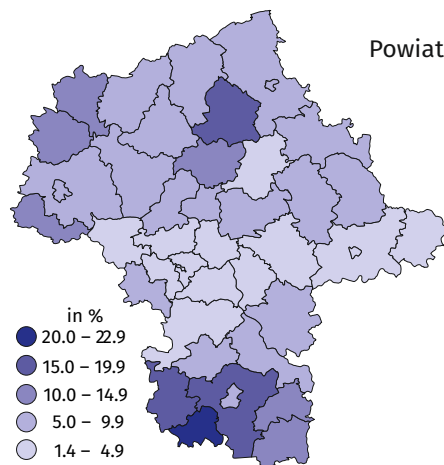 Powiat
in %
20.0 – 22.9
15.0 – 19.9
10.0 – 14.9
5.0 – 9.9
1.4 – 4.9